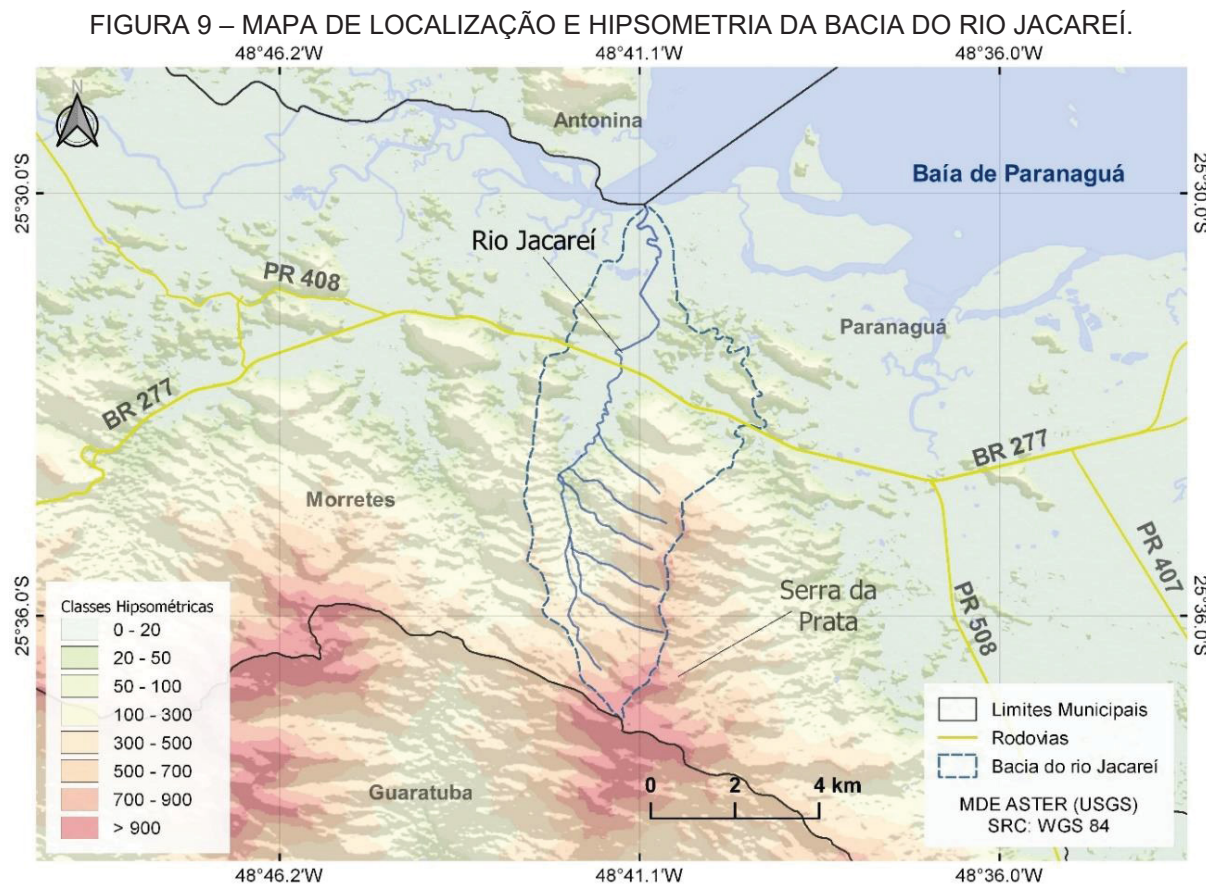 FIGURA 9 – MAPA DE LOCALIZAÇÃO E HIPSOMETRIA DA BACIA DO RIO JACAREÍ.
48°46.2'W
48°41.1'W
48°36.0'W
Antonina
Baía de Paranaguá
25°30.0'S
25°30.0'S
Rio Jacareí
PR 408
Paranaguá
BR 277
BR 277
Morretes
PR 407
Serra da
Prata
PR 508
25°36.0'S
25°36.0'S
Classes Hipsométricas
0 - 20
20 - 50
50 - 100
100 - 300
300 - 500
500 - 700
700 - 900
> 900
Guaratuba
0 2 4 km
Limites Municipais
Rodovias
Bacia do rio Jacareí
MDE ASTER (USGS)
SRC: WGS 84
48°46.2'W
48°41.1'W
48°36.0'W